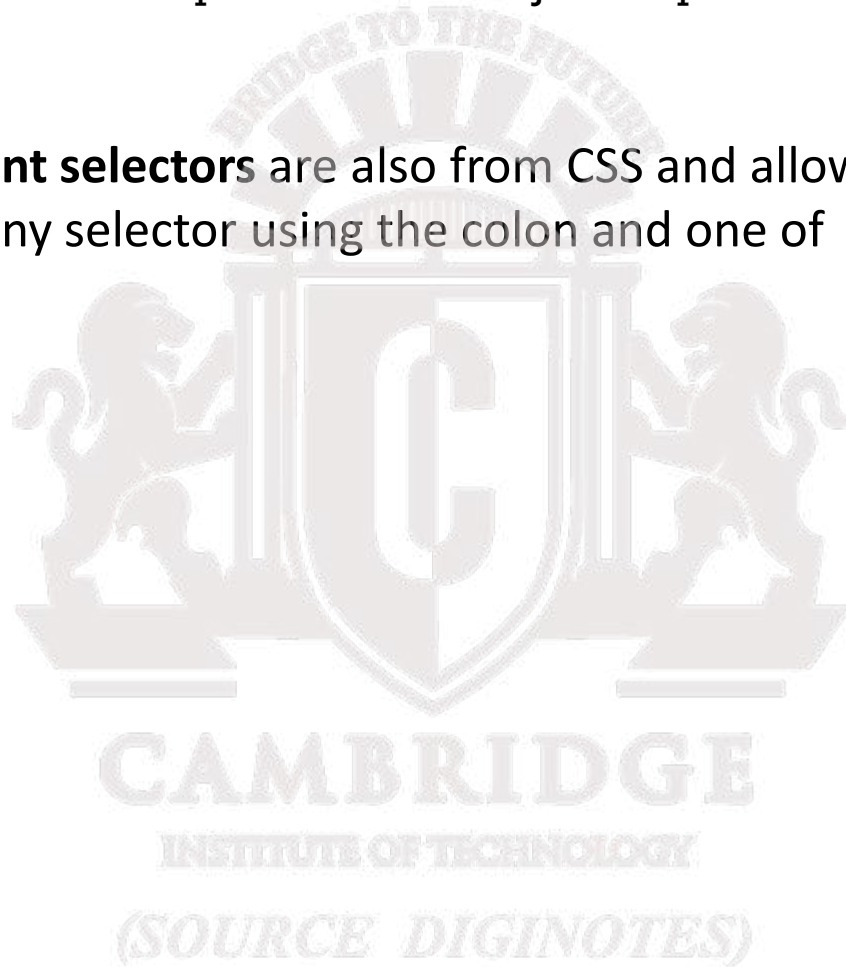 BRIDGE TO THE FUTURE
nt selectors are also from CSS and allow
ny selector using the colon and one of
C
CAMBRIDGE
INSTITUTE OF TECHNOLOGY
(SOURCE DIGINOTES)